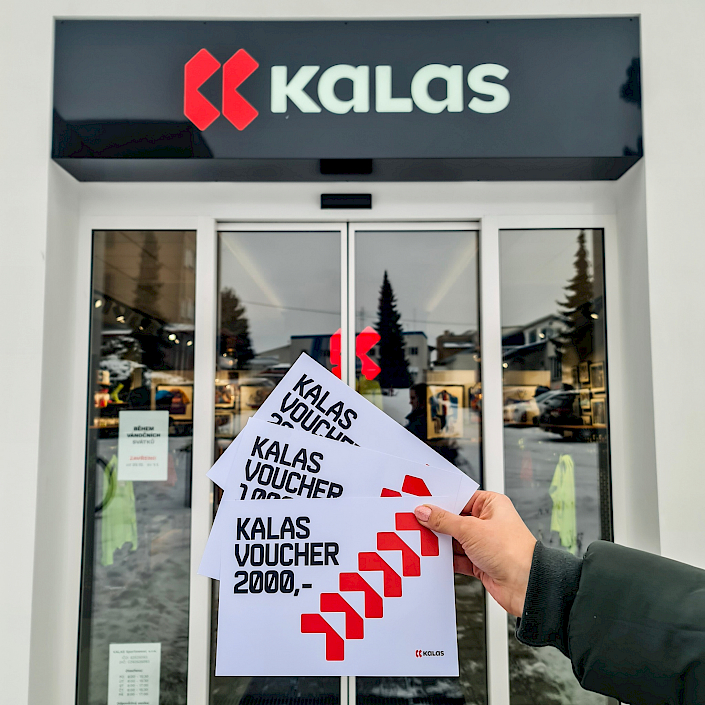 KALAS
BĚHEM
VÁNOČNÍCH
SVÁTKŮ
KALAS
VOUCHER
KALAS
VOUCHER
KALAS
VOUCHER
2000,-
KALAS